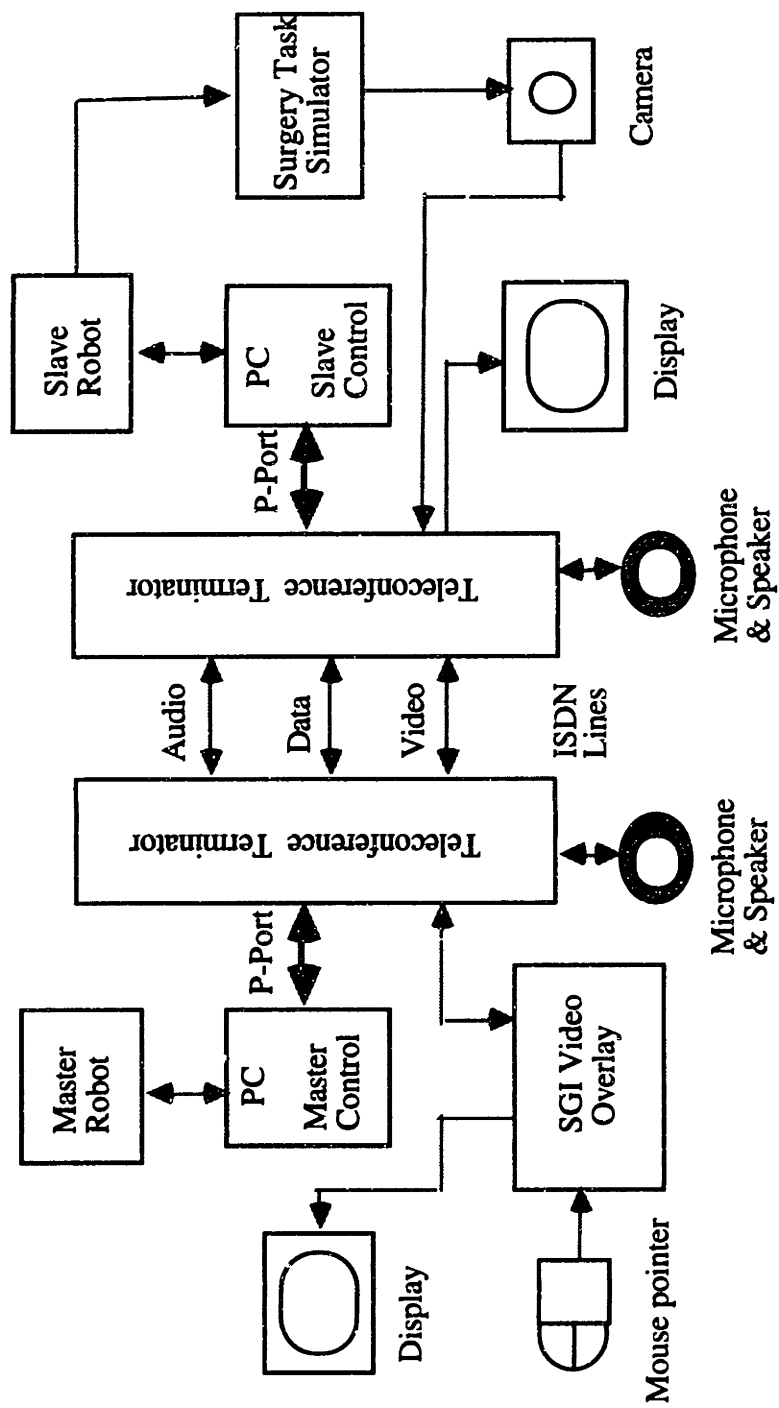 Master
Robot
PC
Master
Control
P-Port
Display
Mouse pointer
SGI Video
Overlay
Teleconference Terminator
Microphone
& Speaker
Audio
Data
Video
ISDN
Lines
Teleconference Terminator
Microphone
& Speaker
P-Port
Slave
Robot
PC
Slave
Control
Display
Surgery Task
Simulator
Camera